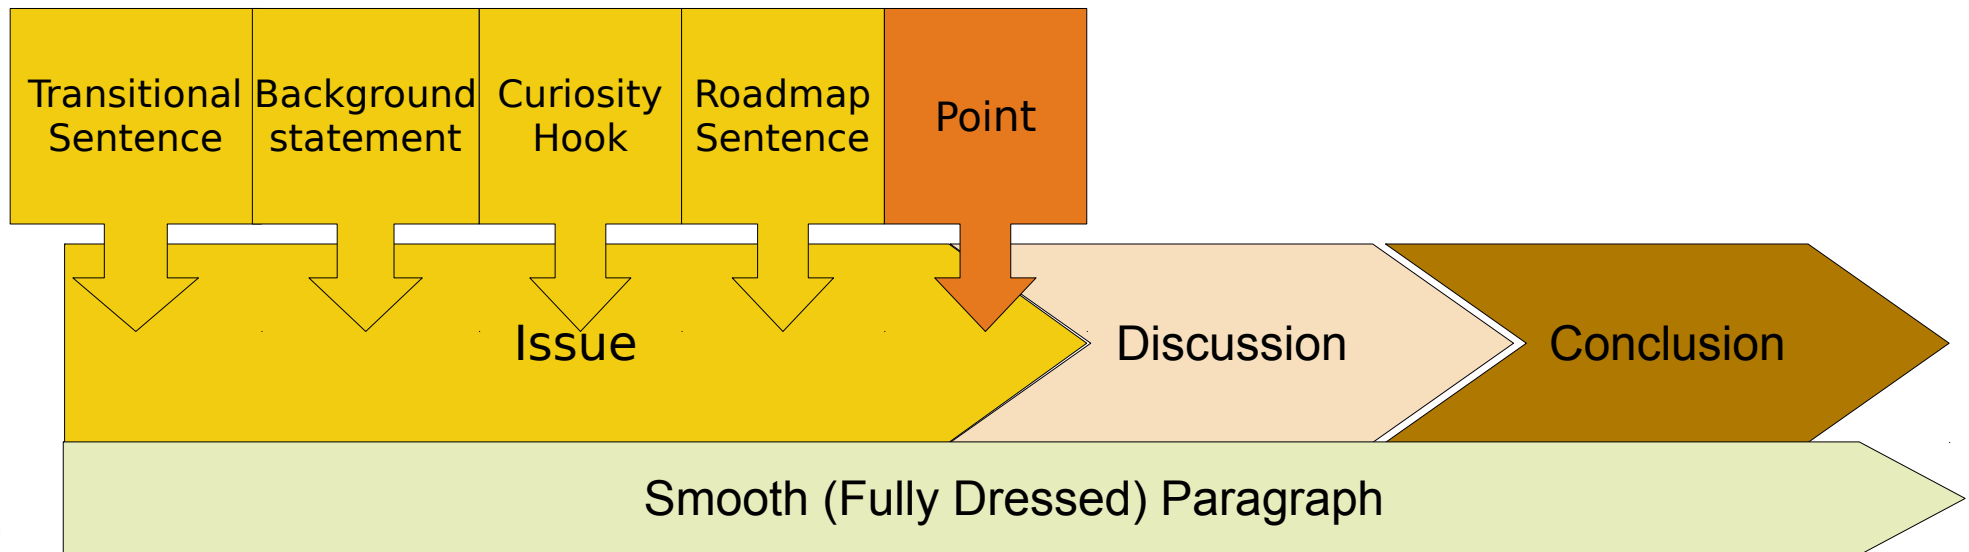 Transitional
Sentence
Background
statement
Curiosity
Hook
Roadmap
Sentence
Point
Issue
Discussion
Conclusion
Smooth (Fully Dressed) Paragraph